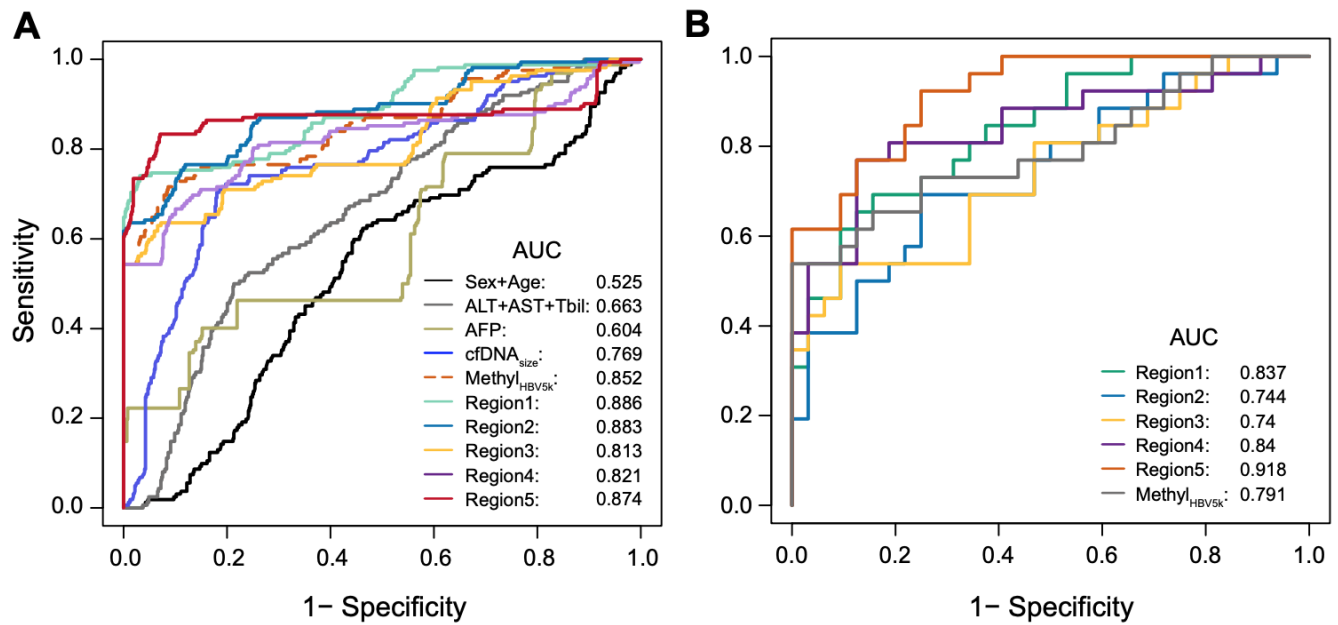 A
1.0
0.8
0.6
0.4
0.2
0.0
Sensitivity
AUC
Sex+Age: 0.525
ALT+AST+Tbil: 0.663
AFP: 0.604
cfDNAsize: 0.769
MethylHBV5k: 0.852
Region1: 0.886
Region2: 0.883
Region3: 0.813
Region4: 0.821
Region5: 0.874
0.0 0.2 0.4 0.6 0.8 1.0
1− Specificity
B
1.0
0.8
0.6
0.4
0.2
0.0
AUC
Region1: 0.837
Region2: 0.744
Region3: 0.74
Region4: 0.84
Region5: 0.918
MethylHBV5k: 0.791
0.0 0.2 0.4 0.6 0.8 1.0
1− Specificity